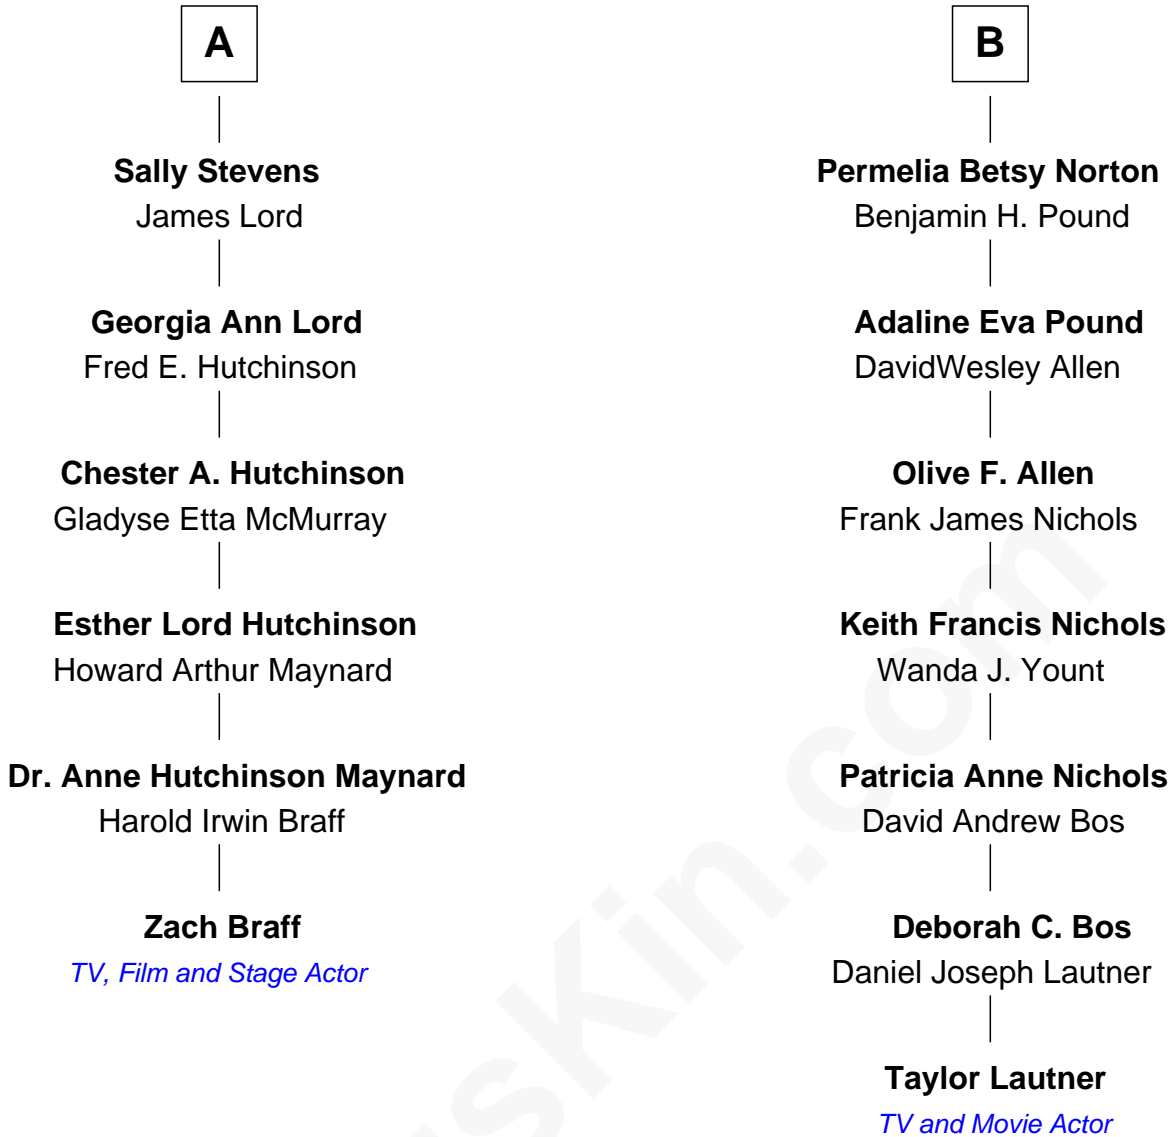 A
Sally Stevens
James Lord
Georgia Ann Lord
Fred E. Hutchinson
Chester A. Hutchinson
Gladyse Etta McMurray
Esther Lord Hutchinson
Howard Arthur Maynard
Dr. Anne Hutchinson Maynard
Harold Irwin Braff
Zach Braff
TV, Film and Stage Actor
B
Permelia Betsy Norton
Benjamin H. Pound
Adaline Eva Pound
DavidWesley Allen
Olive F. Allen
Frank James Nichols
Keith Francis Nichols
Wanda J. Yount
Patricia Anne Nichols
David Andrew Bos
Deborah C. Bos
Daniel Joseph Lautner
Taylor Lautner
TV and Movie Actor
usKin.com